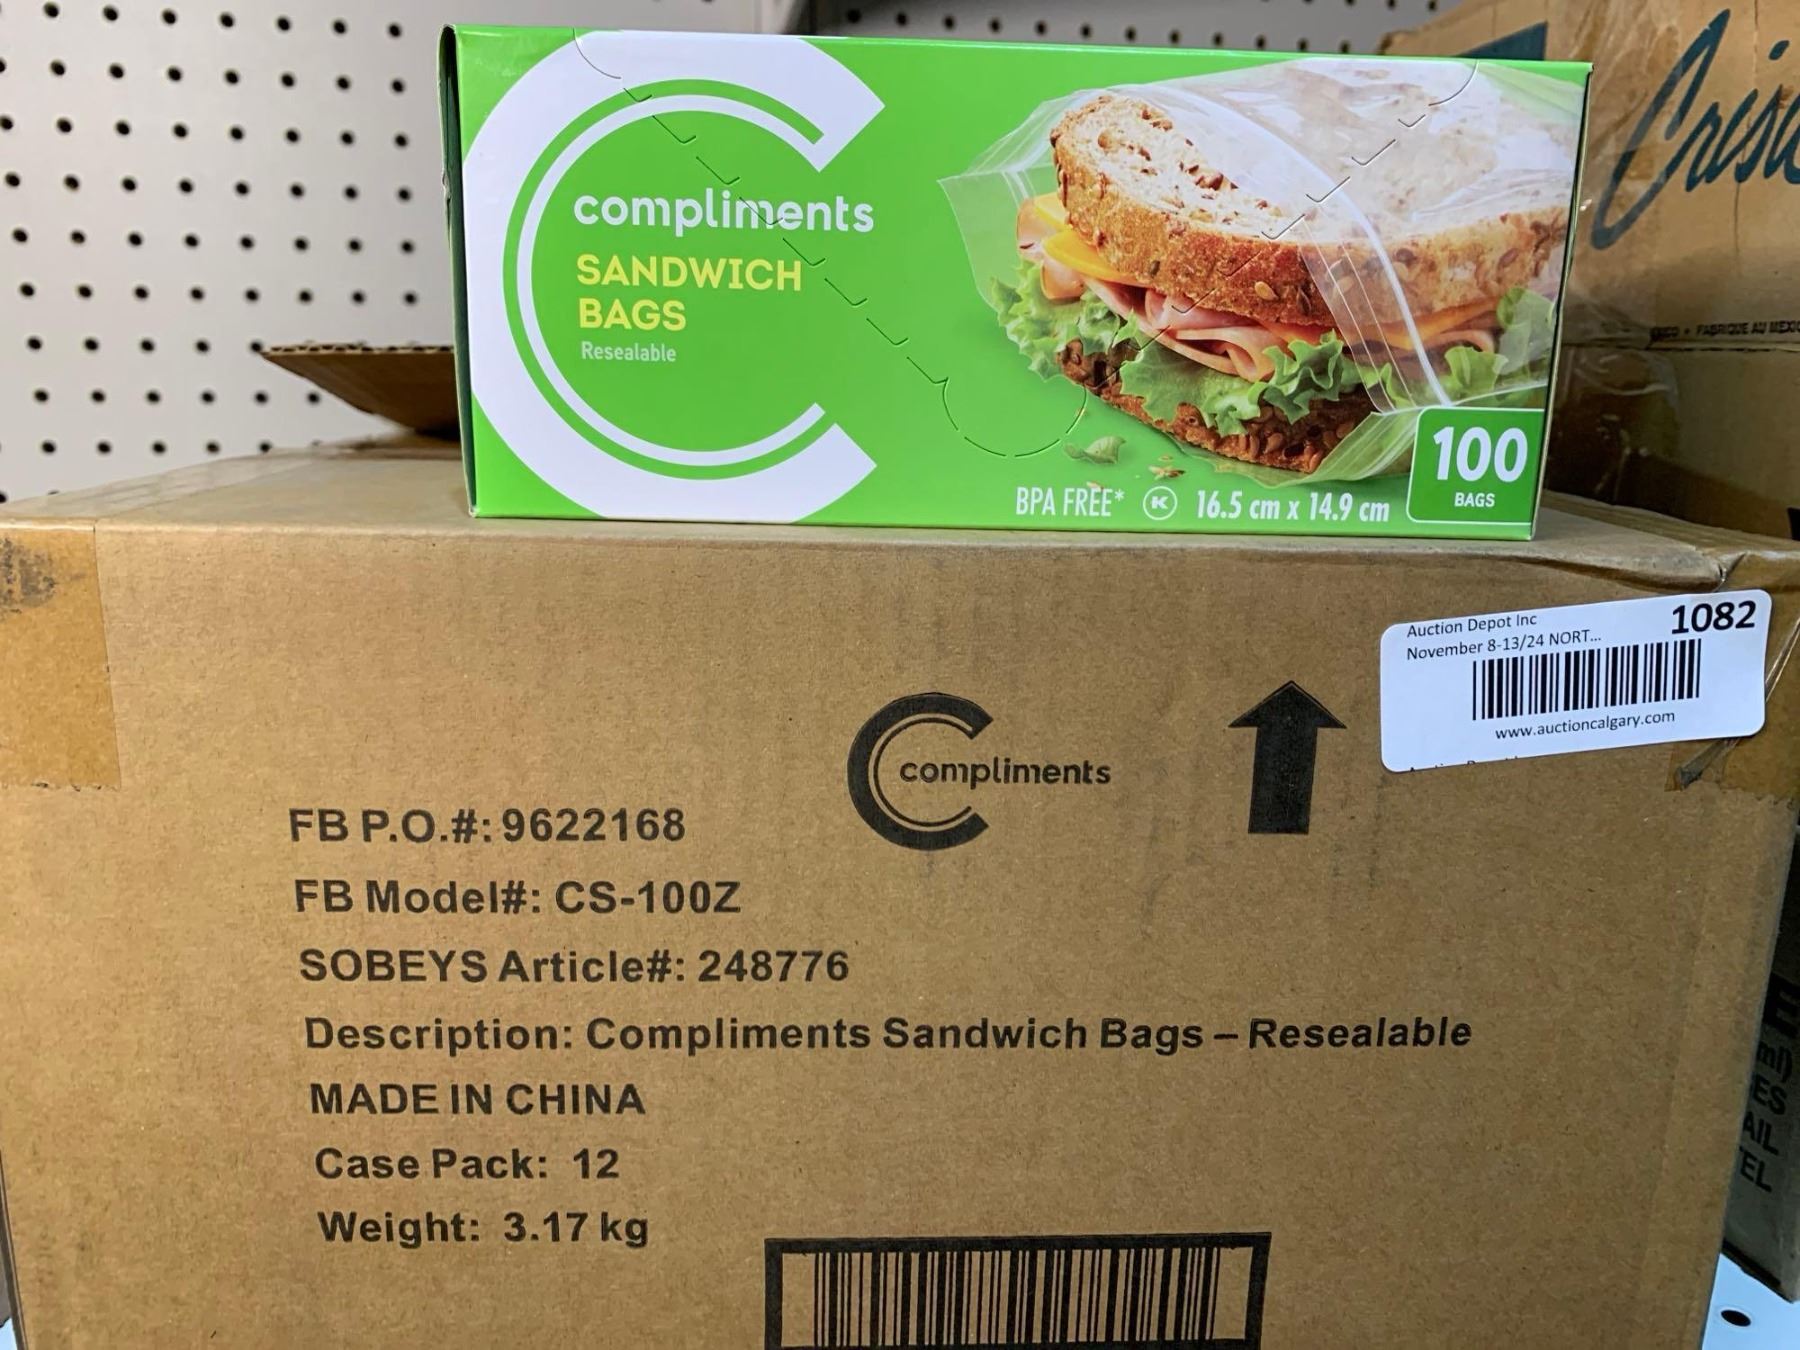 compliments
SANDWICH
BAGS
Resealable
BPA FREE* K 16.5 cm x 14.9 cm
100
BAGS
FABRIQUE AU
Auction Depot Inc
1082
November 8-13/24 NORT...
www.auctioncalgary.com
compliments
FB P.O.#: 9622168
FB Model#: CS-100Z
SOBEYS Article#: 248776
Description: Compliments Sandwich Bags – Resealable
MADE IN CHINA
Case Pack: 12
Weight: 3.17 kg